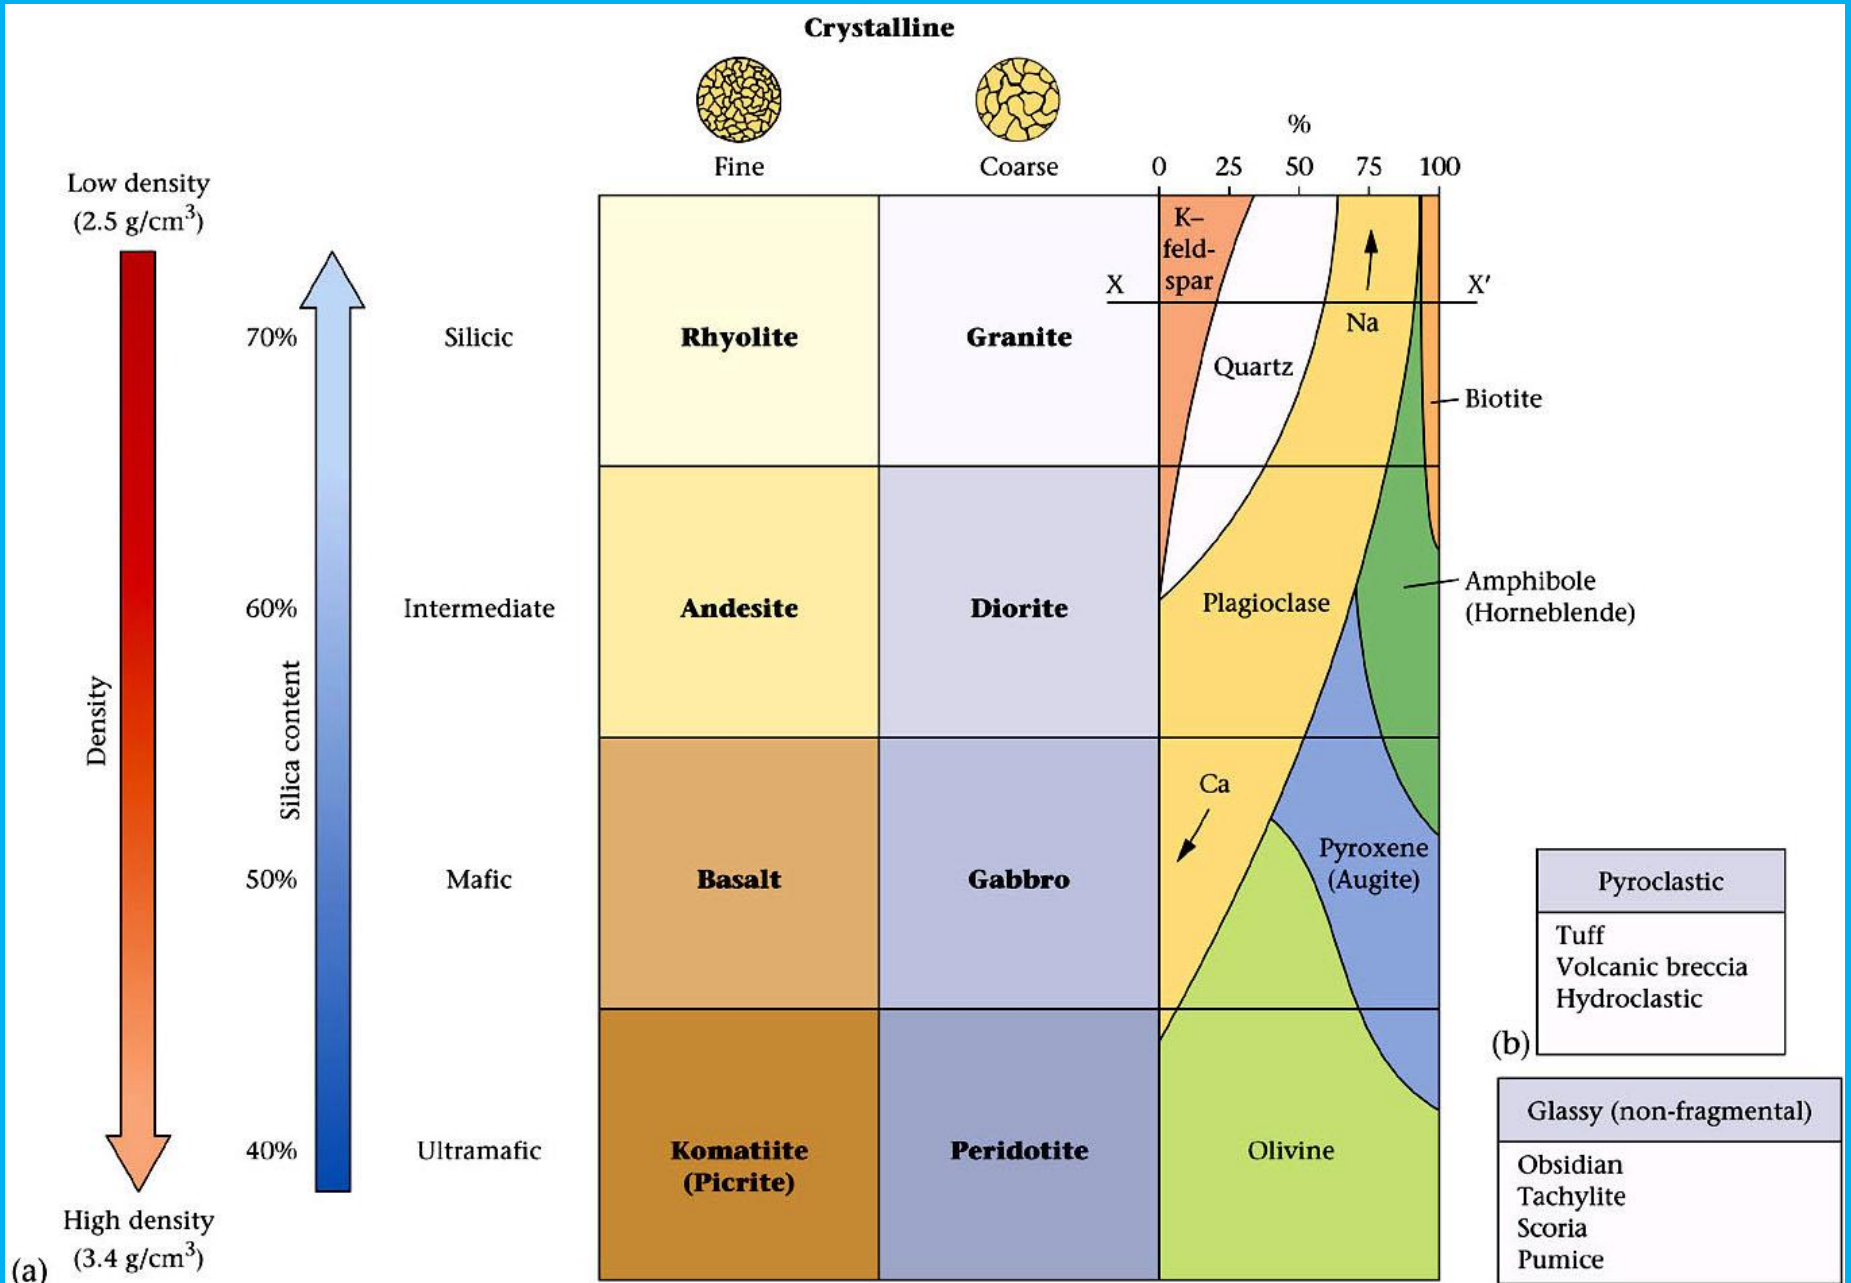 Crystalline
Fine
Coarse
%
0 25 50 75 100
Low density
(2.5 g/cm³)
Density
High density
(3.4 g/cm³)
(a)
Silica content
70%
60%
50%
40%
Silicic
Intermediate
Mafic
Ultramafic
Rhyolite
Granite
Andesite
Diorite
Basalt
Gabbro
Komatiite
(Picrite)
Peridotite
K–
feld-
spar
X
X′
Na
Quartz
Biotite
Plagioclase
Amphibole
(Horneblende)
Ca
Pyroxene
(Augite)
Olivine
(b)
Pyroclastic
Tuff
Volcanic breccia
Hydroclastic
Glassy (non-fragmental)
Obsidian
Tachylite
Scoria
Pumice